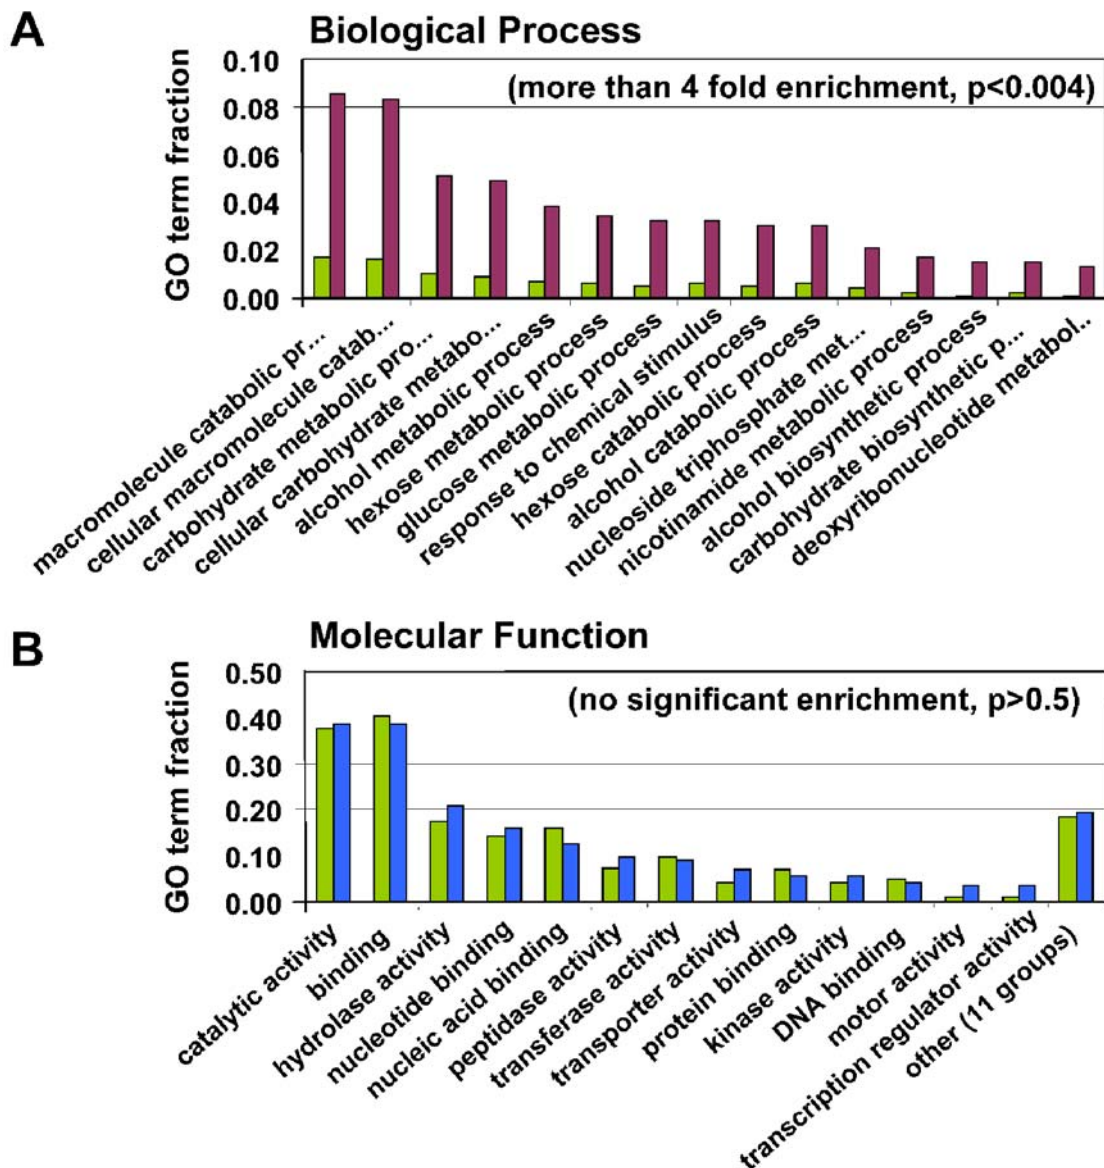 A
Biological Process
(more than 4 fold enrichment, p<0.004)
GO term fraction
0.10
0.08
0.06
0.04
0.02
0.00
macromolecule catabolic pr...
cellular macromolecule catab...
carbohydrate metabolic pro...
cellular carbohydrate metabo...
alcohol metabolic process
hexose metabolic process
glucose metabolic process
response to chemical stimulus
hexose catabolic process
alcohol catabolic process
nucleoside triphosphate met...
nicotinamide metabolic process
alcohol biosynthetic process
carbohydrate biosynthetic p...
deoxyribonucleotide metabol..
B
Molecular Function
(no significant enrichment, p>0.5)
GO term fraction
0.50
0.40
0.30
0.20
0.10
0.00
catalytic activity
binding
hydrolase activity
nucleotide binding
nucleic acid binding
peptidase activity
transferase activity
transporter activity
protein binding
kinase activity
DNA binding
motor activity
transcription regulator activity
other (11 groups)